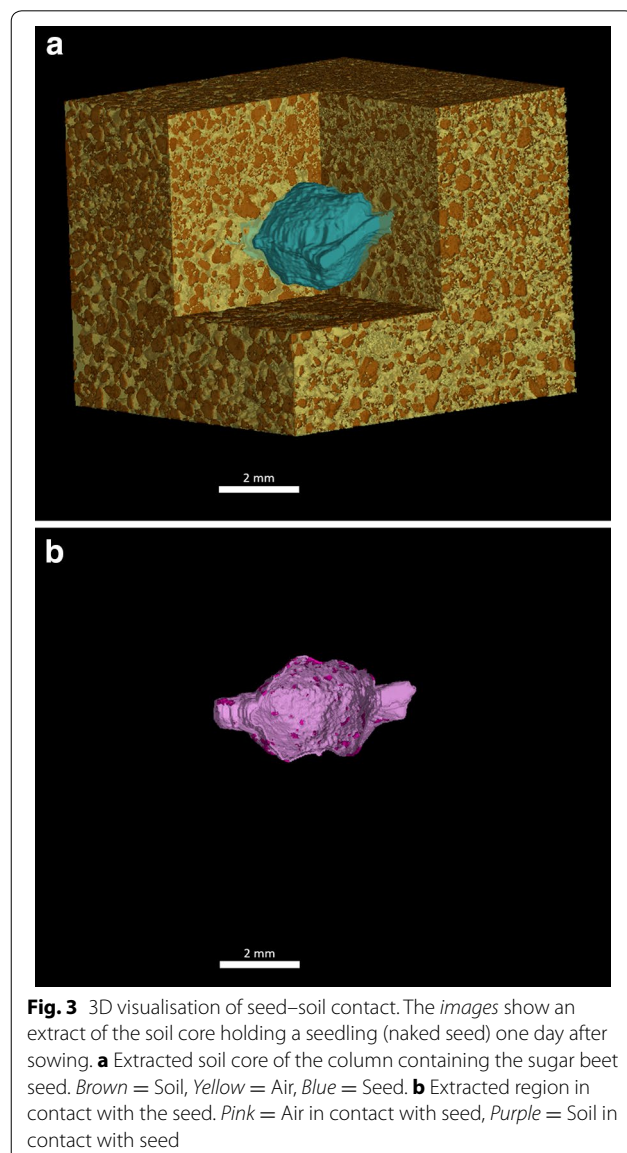 a
2 mm
b
2 mm
Fig. 3 3D visualisation of seed–soil contact. The images show an
extract of the soil core holding a seedling (naked seed) one day after
sowing. a Extracted soil core of the column containing the sugar beet
seed. Brown = Soil, Yellow = Air, Blue = Seed. b Extracted region in
contact with the seed. Pink = Air in contact with seed, Purple = Soil in
contact with seed